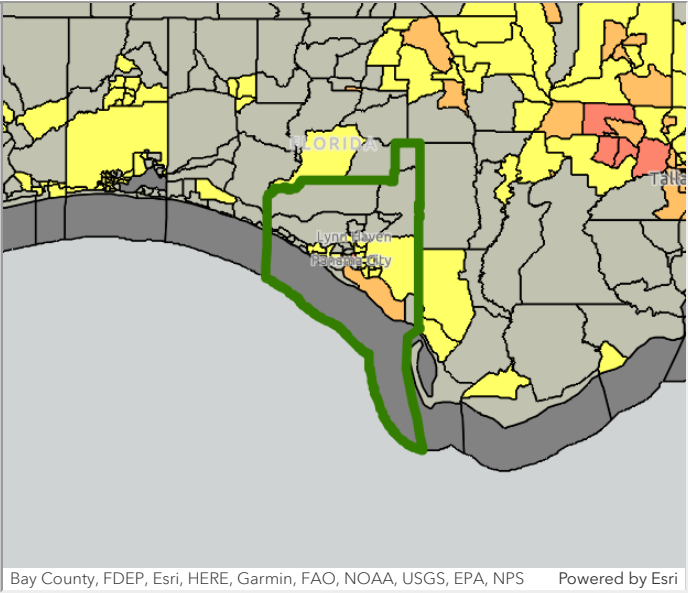 FLORIDA
Lynn Haven
Panama City
Talla
Bay County, FDEP, Esri, HERE, Garmin, FAO, NOAA, USGS, EPA, NPS Powered by Esri